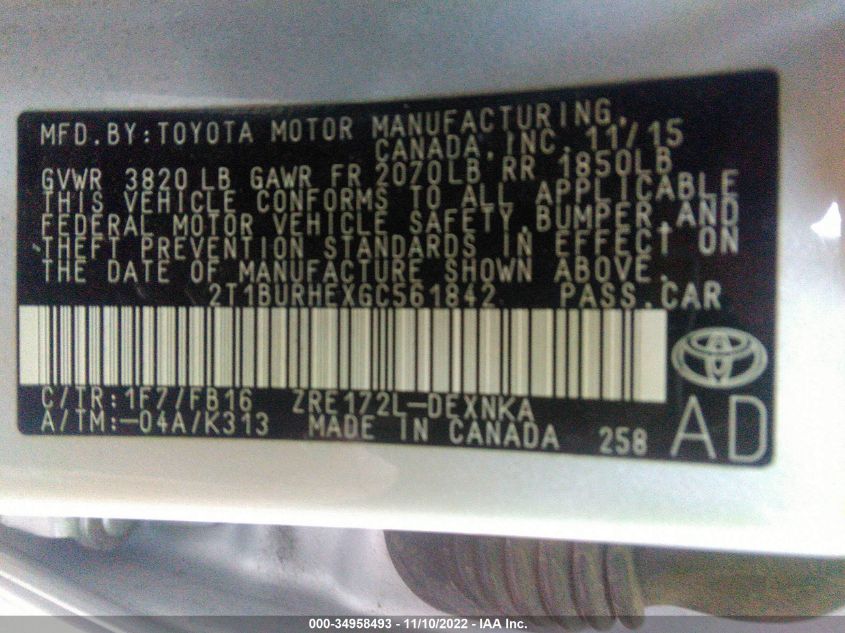 MFD.BY:TOYOTA MOTOR MANUFACTURING,
CANADA,INC. 11/15
GVWR 3820 LB GAWR FR 2070LB RR 1850LB
THIS VEHICLE CONFORMS TO ALL APPLICABLE
FEDERAL MOTOR VEHICLE SAFETY,BUMPER,AND
THEFT PREVENTION STANDARDS IN EFFECT ON
THE DATE OF MANUFACTURE SHOWN ABOVE.
2T1BURHEXGC561842 PASS.CAR
C/TR:1F7/FB16 ZRE172L-DEXNKA
A/TM:-04A/K313 MADE IN CANADA 258
AD
000-34958493 - 11/10/2022 - IAA Inc.